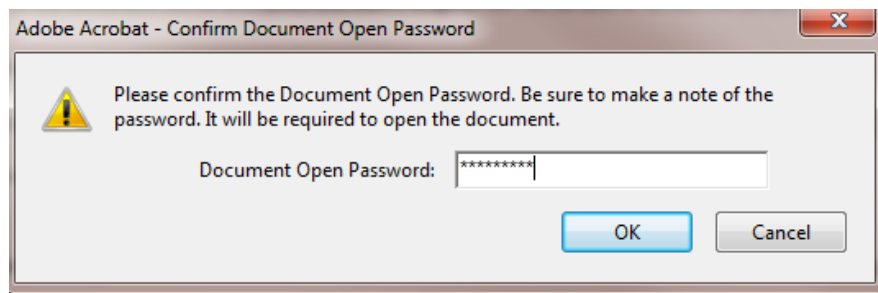 Adobe Acrobat - Confirm Document Open Password
Please confirm the Document Open Password. Be sure to make a note of the
password. It will be required to open the document.
Document Open Password: *********
OK Cancel